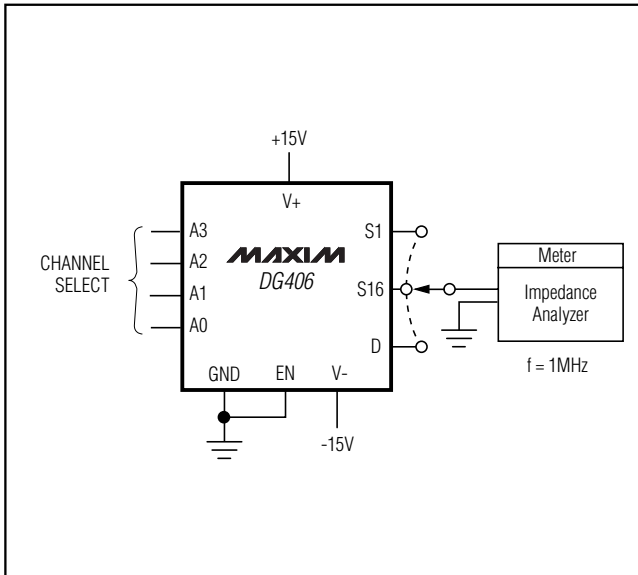 +15V
V+
A3
A2
A1
A0
CHANNEL
SELECT
MAXIM
DG406
S1
S16
D
GND
EN
V-
-15V
Meter
Impedance
Analyzer
f = 1MHz